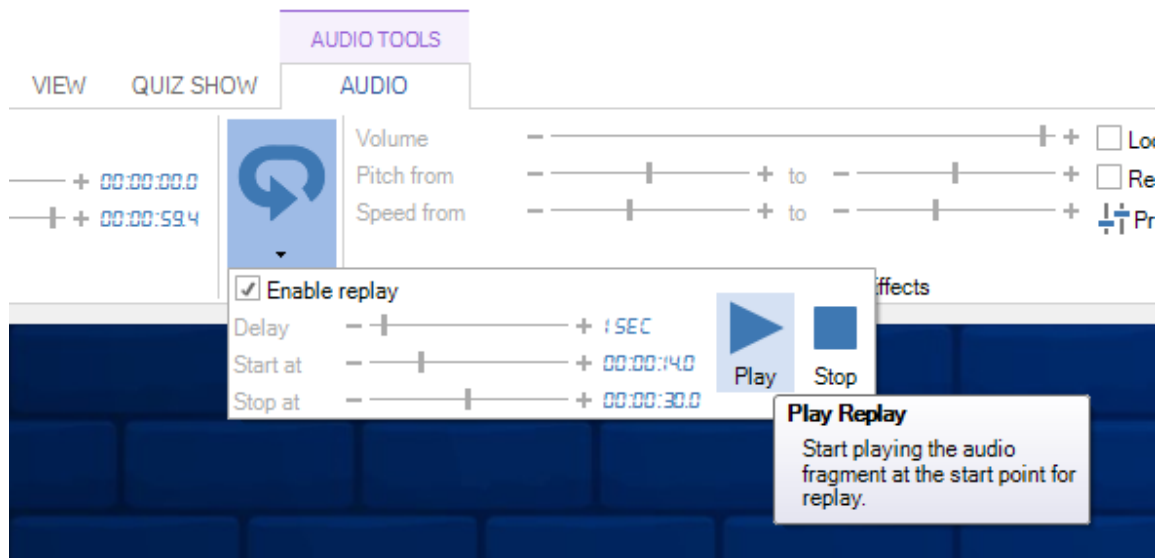 AUDIO TOOLS
VIEW QUIZ SHOW AUDIO
Volume
00:00:00.0
Pitch from to
00:00:59.4
Speed from to
Enable replay
Delay 1 SEC
Start at 00:00:14.0
Stop at 00:00:30.0
Play Stop
Play Replay
Start playing the audio
fragment at the start point for
replay.